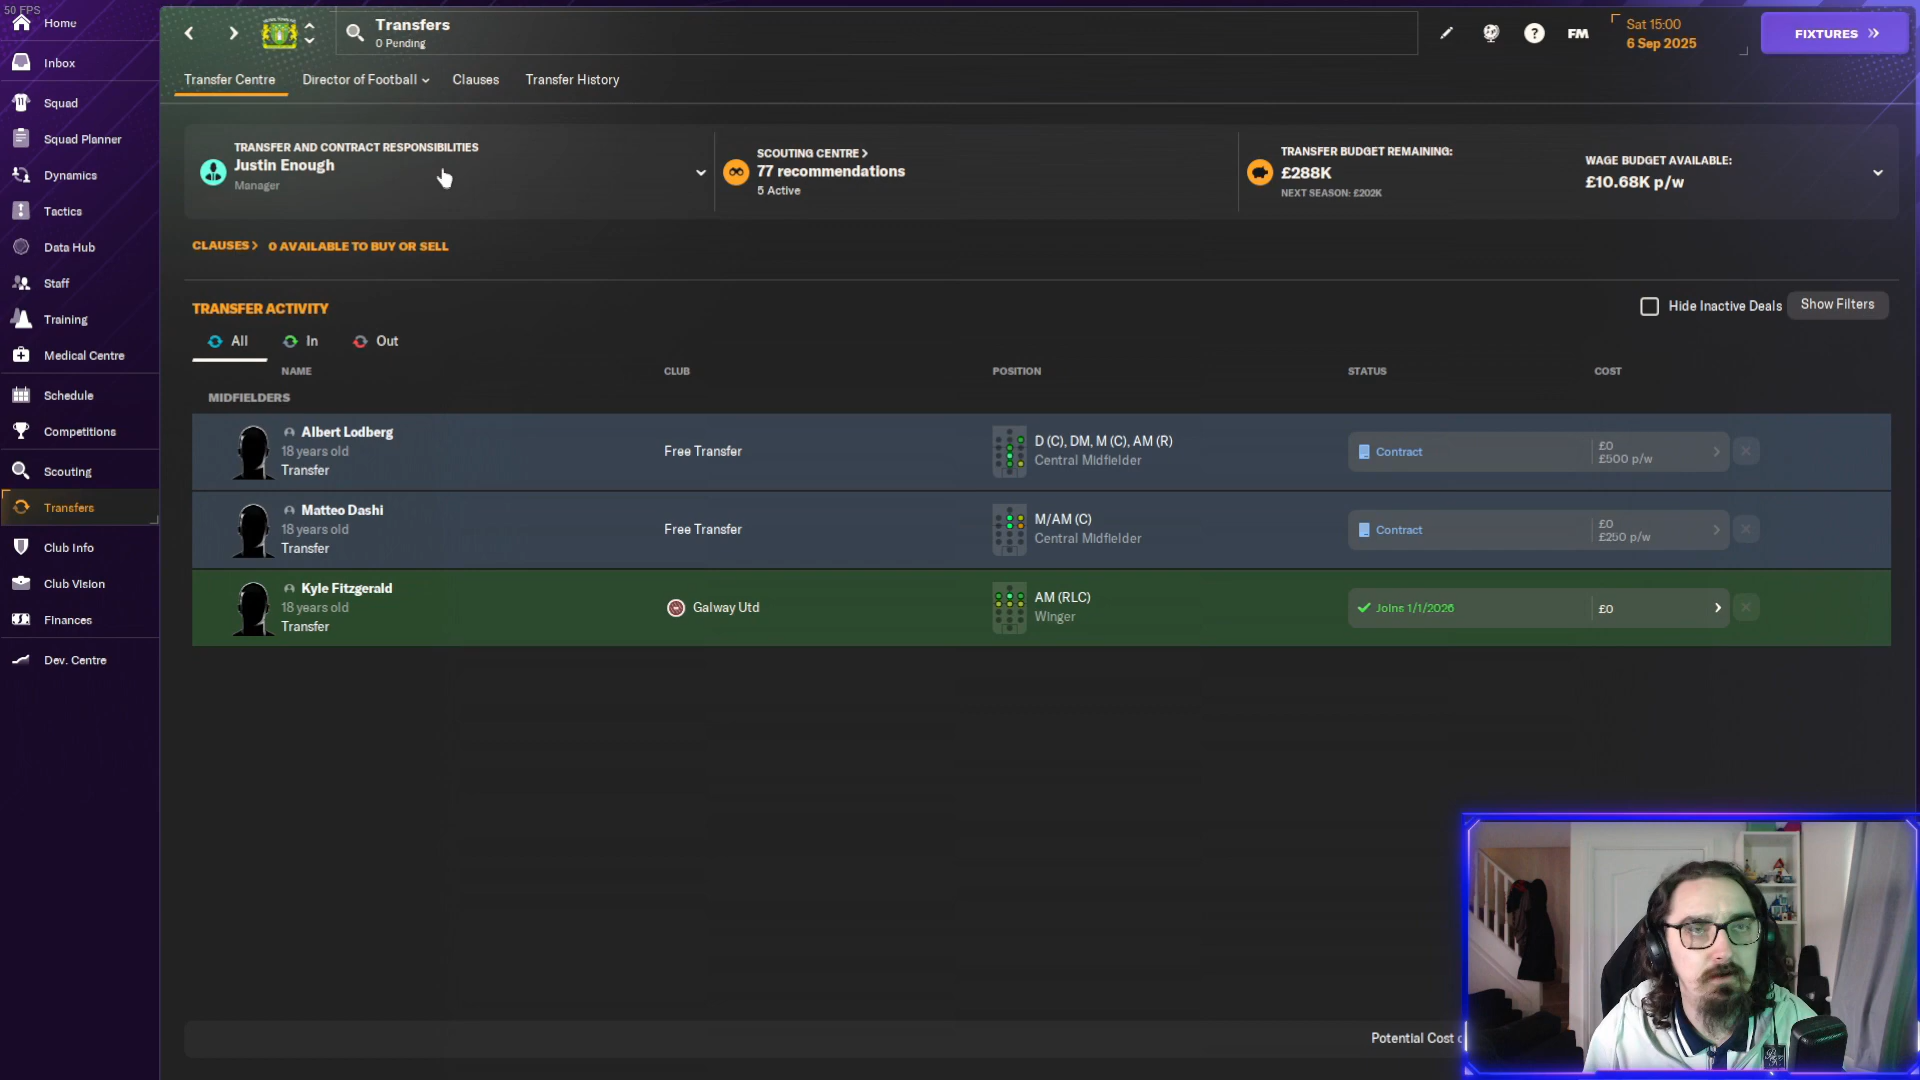 50 FPS
Home
Inbox
Squad
Squad Planner
Dynamics
Tactics
Data Hub
Staff
Training
Medical Centre
Schedule
Competitions
Scouting
Transfers
Club Info
Club Vision
Finances
Dev. Centre
Transfers
0 Pending
? FM
Sat 15:00
6 Sep 2025
FIXTURES
Transfer Centre Director of Football Clauses Transfer History
TRANSFER AND CONTRACT RESPONSIBILITIES
Justin Enough
Manager
SCOUTING CENTRE >
77 recommendations
5 Active
TRANSFER BUDGET REMAINING:
£288K
NEXT SEASON: £202K
WAGE BUDGET AVAILABLE:
£10.68K p/w
CLAUSES > 0 AVAILABLE TO BUY OR SELL
TRANSFER ACTIVITY
Hide Inactive Deals Show Filters
All In Out
NAME CLUB POSITION STATUS COST
MIDFIELDERS
Albert Lodberg
18 years old
Transfer
Free Transfer
D (C), DM, M (C), AM (R)
Central Midfielder
Contract
£0
£500 p/w
Matteo Dashi
18 years old
Transfer
Free Transfer
M/AM (C)
Central Midfielder
Contract
£0
£250 p/w
Kyle Fitzgerald
18 years old
Transfer
Galway Utd
AM (RLC)
Winger
Joins 1/1/2026
£0
Potential Cost